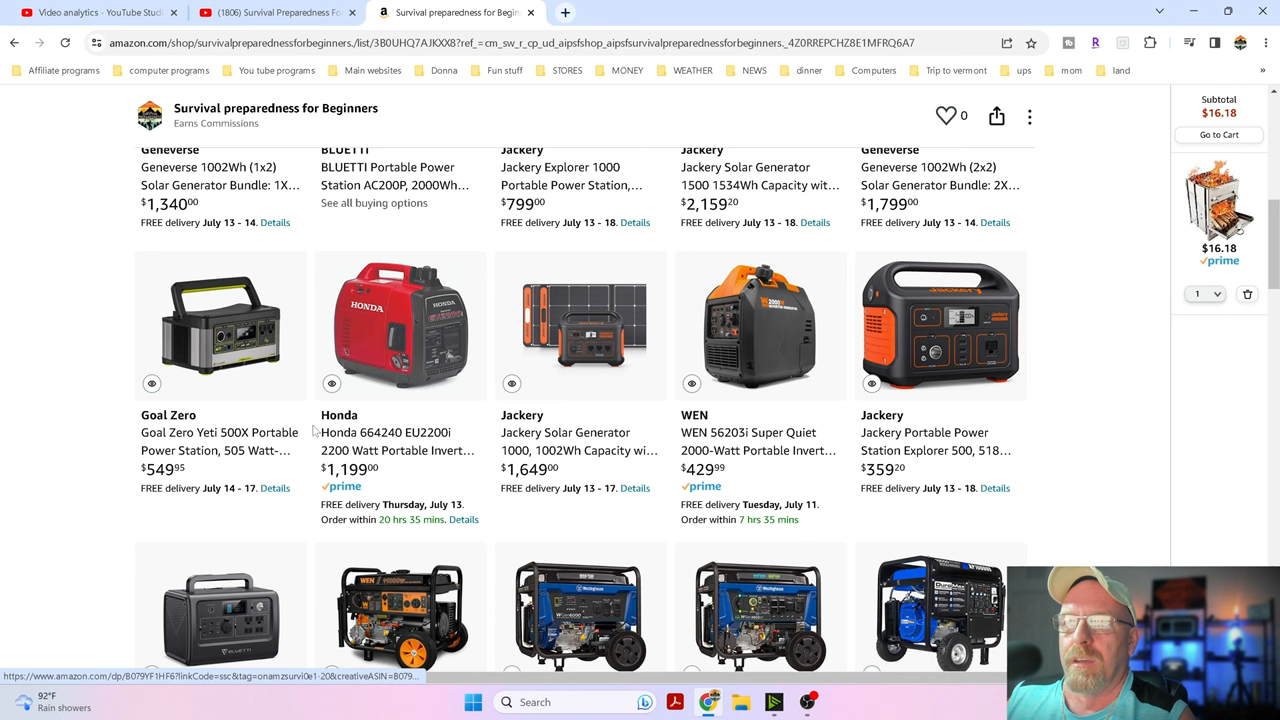 Video analytics - YouTube Studi
(1806) Survival Preparedness Fo
Survival preparedness for Begin
amazon.com/shop/survivalpreparednessforbeginners./list/3B0UHQ7AJKXX8?ref_=cm_sw_r_cp_ud_aipsfshop_aipsfsurvivalpreparednessforbeginners._4Z0RREPCHZ8E1MFRQ6A7
Affiliate programs
computer programs
You tube programs
Main websites
Donna
Fun stuff
STORES
MONEY
WEATHER
NEWS
dinner
Computers
Trip to vermont
ups
mom
land
»
Survival preparedness for Beginners
Earns Commissions
0
Subtotal
$16.18
Go to Cart
$16.18
prime
1
Geneverse
Geneverse 1002Wh (1x2)
Solar Generator Bundle: 1X...
$1,340.00
FREE delivery July 13 - 14. Details
BLUETTI
BLUETTI Portable Power
Station AC200P, 2000Wh...
See all buying options
Jackery
Jackery Explorer 1000
Portable Power Station,...
$799.00
FREE delivery July 13 - 18. Details
Jackery
Jackery Solar Generator
1500 1534Wh Capacity wit...
$2,159.20
FREE delivery July 13 - 18. Details
Geneverse
Geneverse 1002Wh (2x2)
Solar Generator Bundle: 2X...
$1,799.00
FREE delivery July 13 - 14. Details
HONDA
HONDA
Jackery
Goal Zero
Goal Zero Yeti 500X Portable
Power Station, 505 Watt-...
$549.95
FREE delivery July 14 - 17. Details
Honda
Honda 664240 EU2200i
2200 Watt Portable Invert...
$1,199.00
prime
FREE delivery Thursday, July 13.
Order within 20 hrs 35 mins. Details
Jackery
Jackery Solar Generator
1000, 1002Wh Capacity wi...
$1,649.00
FREE delivery July 13 - 17. Details
WEN
WEN 56203i Super Quiet
2000-Watt Portable Invert...
$429.99
prime
FREE delivery Tuesday, July 11.
Order within 7 hrs 35 mins
Jackery
Jackery Portable Power
Station Explorer 500, 518...
$359.20
FREE delivery July 13 - 18. Details
BLUETTI
WEN
https://www.amazon.com/dp/B079YF1HF6?linkCode=ssc&tag=onamzsurvi0e1-20&creativeASIN=B079...
92°F
Rain showers
Search